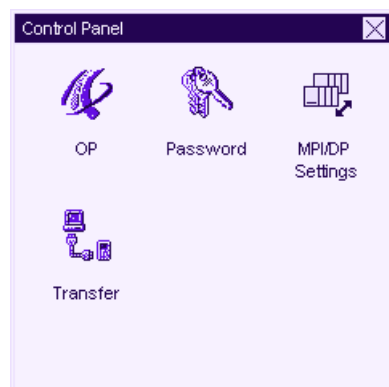 Control Panel
OP
Password
MPI/DP
Settings
Transfer